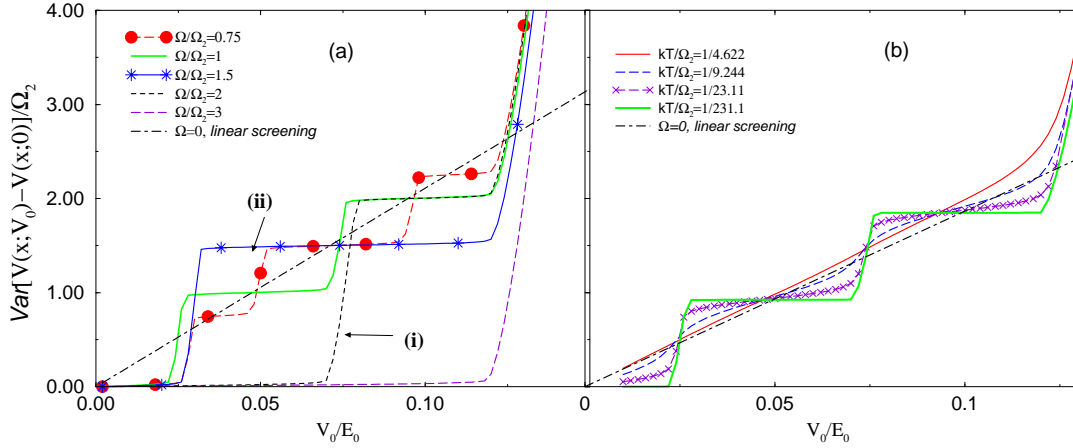 Var[V(x;V0)−V(x;0)]/Ω2
4.00
3.00
2.00
1.00
0.00
Ω/Ω2=0.75
Ω/Ω2=1
Ω/Ω2=1.5
Ω/Ω2=2
Ω/Ω2=3
Ω=0, linear screening
(a)
(ii)
(i)
0.00
0.05
0.10
V0/E0
kT/Ω2=1/4.622
kT/Ω2=1/9.244
kT/Ω2=1/23.11
kT/Ω2=1/231.1
Ω=0, linear screening
(b)
0
0.05
0.1
V0/E0